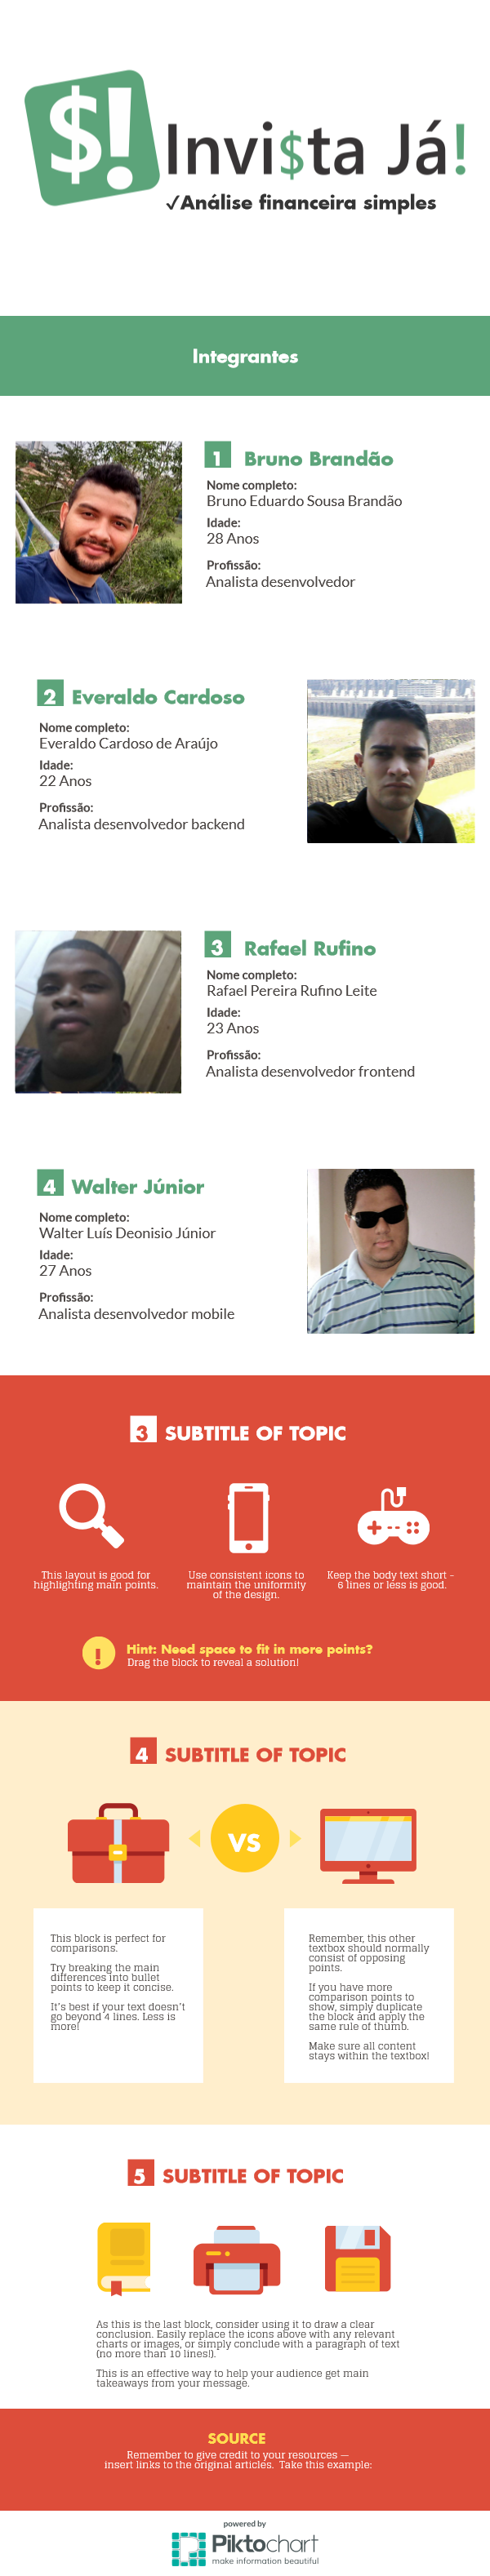 $!
Invi$ta Já!
✓Análise financeira simples
Integrantes
1 Bruno Brandão
Nome completo:
Bruno Eduardo Sousa Brandão
Idade:
28 Anos
Profissão:
Analista desenvolvedor
2 Everaldo Cardoso
Nome completo:
Everaldo Cardoso de Araújo
Idade:
22 Anos
Profissão:
Analista desenvolvedor backend
3 Rafael Rufino
Nome completo:
Rafael Pereira Rufino Leite
Idade:
23 Anos
Profissão:
Analista desenvolvedor frontend
4 Walter Júnior
Nome completo:
Walter Luís Deonisio Júnior
Idade:
27 Anos
Profissão:
Analista desenvolvedor mobile
3 SUBTITLE OF TOPIC
This layout is good for
highlighting main points.
Use consistent icons to
maintain the uniformity
of the design.
Keep the body text short -
6 lines or less is good.
! Hint: Need space to fit in more points?
Drag the block to reveal a solution!
4 SUBTITLE OF TOPIC
VS
This block is perfect for
comparisons.
Try breaking the main
differences into bullet
points to keep it concise.
It's best if your text doesn't
go beyond 4 lines. Less is
more!
Remember, this other
textbox should normally
consist of opposing
points.
If you have more
comparison points to
show, simply duplicate
the block and apply the
same rule of thumb.
Make sure all content
stays within the textbox!
5 SUBTITLE OF TOPIC
As this is the last block, consider using it to draw a clear
conclusion. Easily replace the icons above with any relevant
charts or images, or simply conclude with a paragraph of text
(no more than 10 lines!).
This is an effective way to help your audience get main
takeaways from your message.
SOURCE
Remember to give credit to your resources —
insert links to the original articles. Take this example:
powered by
Piktochart
make information beautiful